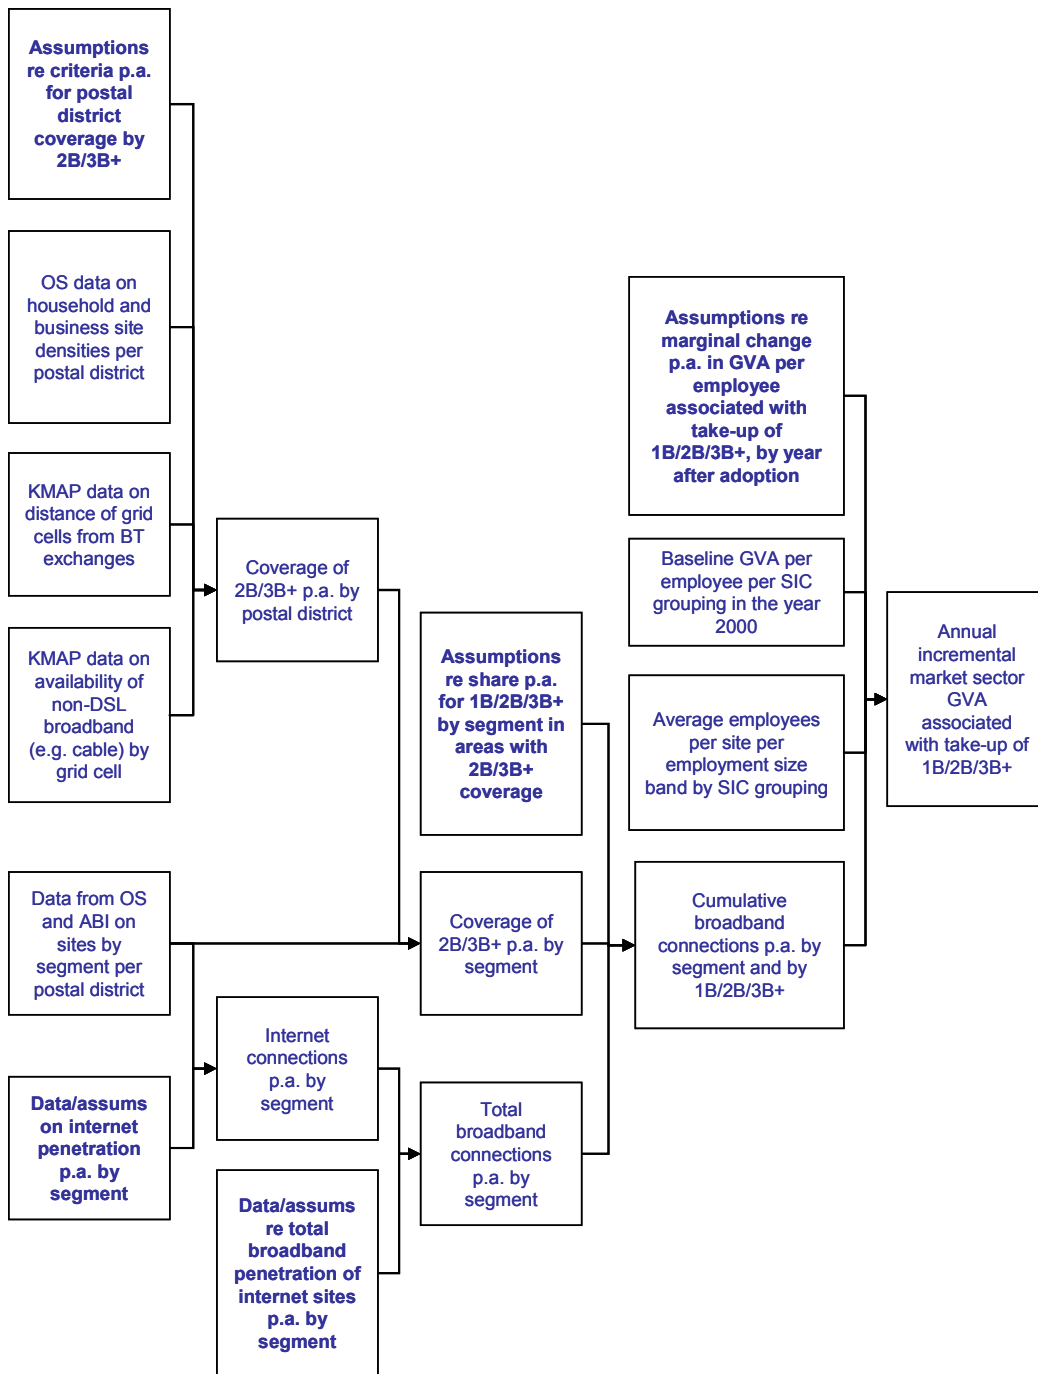 Assumptions
re criteria p.a.
for postal
district
coverage by
2B/3B+
OS data on
household and
business site
densities per
postal district
KMAP data on
distance of grid
cells from BT
exchanges
KMAP data on
availability of
non-DSL
broadband
(e.g. cable) by
grid cell
Data from OS
and ABI on
sites by
segment per
postal district
Data/assums
on internet
penetration
p.a. by
segment
Coverage of
2B/3B+ p.a. by
postal district
Internet
connections
p.a. by
segment
Data/assums
re total
broadband
penetration of
internet sites
p.a. by
segment
Assumptions
re share p.a.
for 1B/2B/3B+
by segment in
areas with
2B/3B+
coverage
Coverage of
2B/3B+ p.a. by
segment
Total
broadband
connections
p.a. by
segment
Assumptions re
marginal change
p.a. in GVA per
employee
associated with
take-up of
1B/2B/3B+, by year
after adoption
Baseline GVA per
employee per SIC
grouping in the year
2000
Average employees
per site per
employment size
band by SIC grouping
Cumulative
broadband
connections p.a. by
segment and by
1B/2B/3B+
Annual
incremental
market sector
GVA
associated
with take-up of
1B/2B/3B+